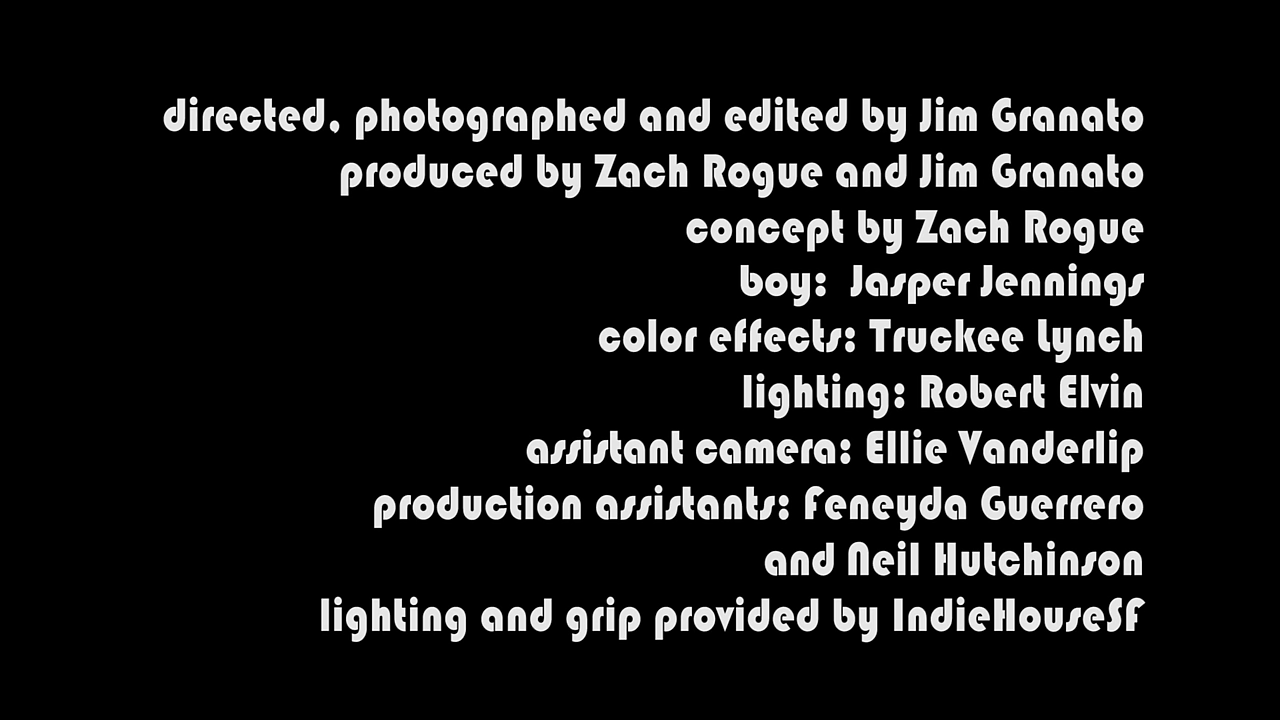 directed, photographed and edited by Jim Granato
produced by Zach Rogue and Jim Granato
concept by Zach Rogue
boy:  Jasper Jennings
color effects: Truckee Lynch
lighting: Robert Elvin
assistant camera: Ellie Vanderlip
production assistants: Feneyda Guerrero
and Neil Hutchinson
lighting and grip provided by IndieHouseSF